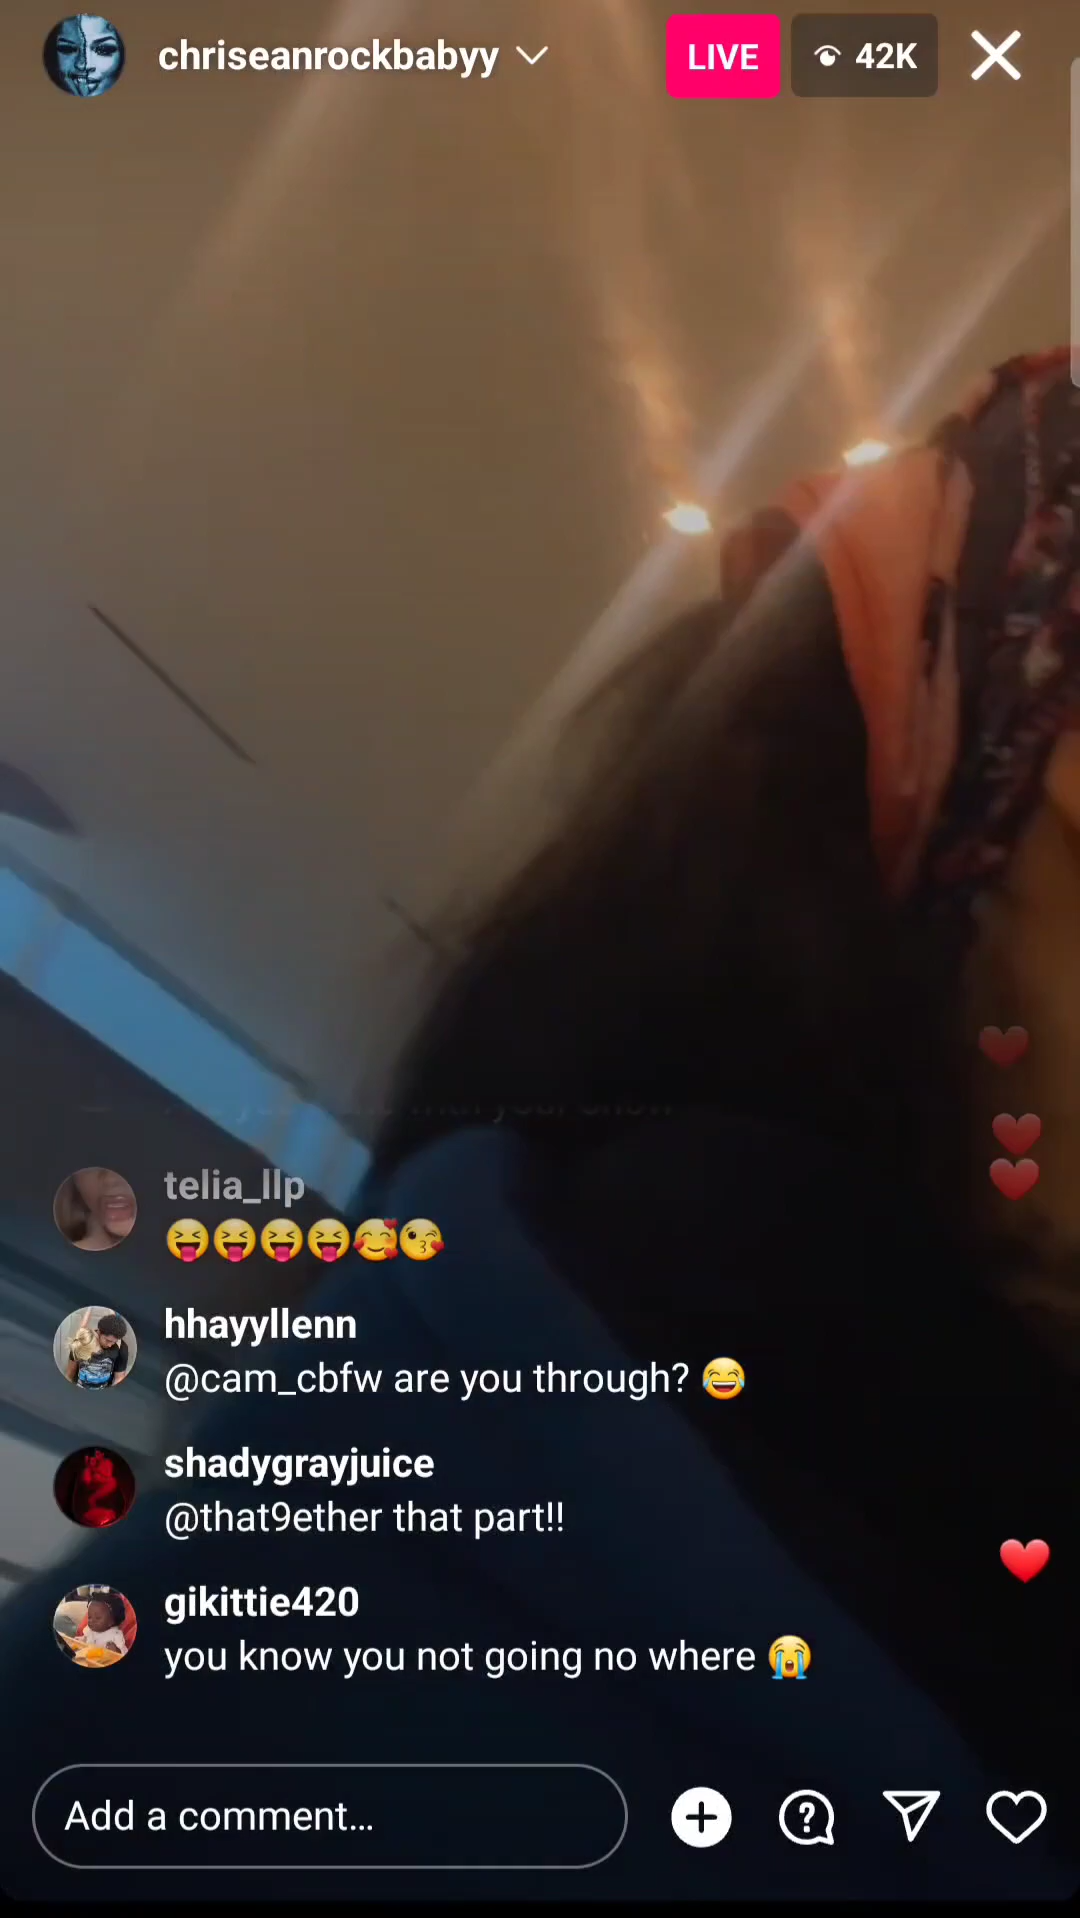 chriseanrockbabyy
LIVE
42K
telia_llp
😝😝😝😝🥰😘
hhayyllenn
@cam_cbfw are you through? 😂
shadygrayjuice
@that9ether that part!!
gikittie420
you know you not going no where 😭
Add a comment...